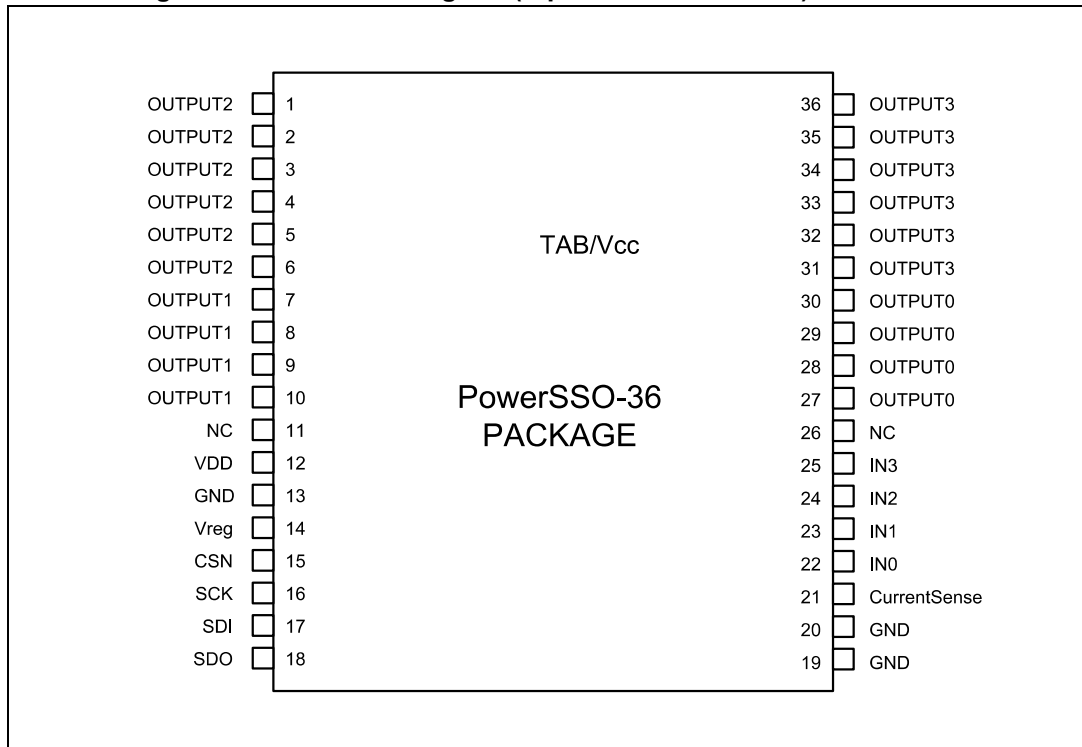 OUTPUT2 1 36 OUTPUT3
OUTPUT2 2 35 OUTPUT3
OUTPUT2 3 34 OUTPUT3
OUTPUT2 4 33 OUTPUT3
OUTPUT2 5 32 OUTPUT3
TAB/Vcc
OUTPUT2 6 31 OUTPUT3
OUTPUT1 7 30 OUTPUT0
OUTPUT1 8 29 OUTPUT0
OUTPUT1 9 28 OUTPUT0
OUTPUT1 10 27 OUTPUT0
PowerSSO-36
PACKAGE
NC 11 26 NC
VDD 12 25 IN3
GND 13 24 IN2
Vreg 14 23 IN1
CSN 15 22 IN0
SCK 16 21 CurrentSense
SDI 17 20 GND
SDO 18 19 GND